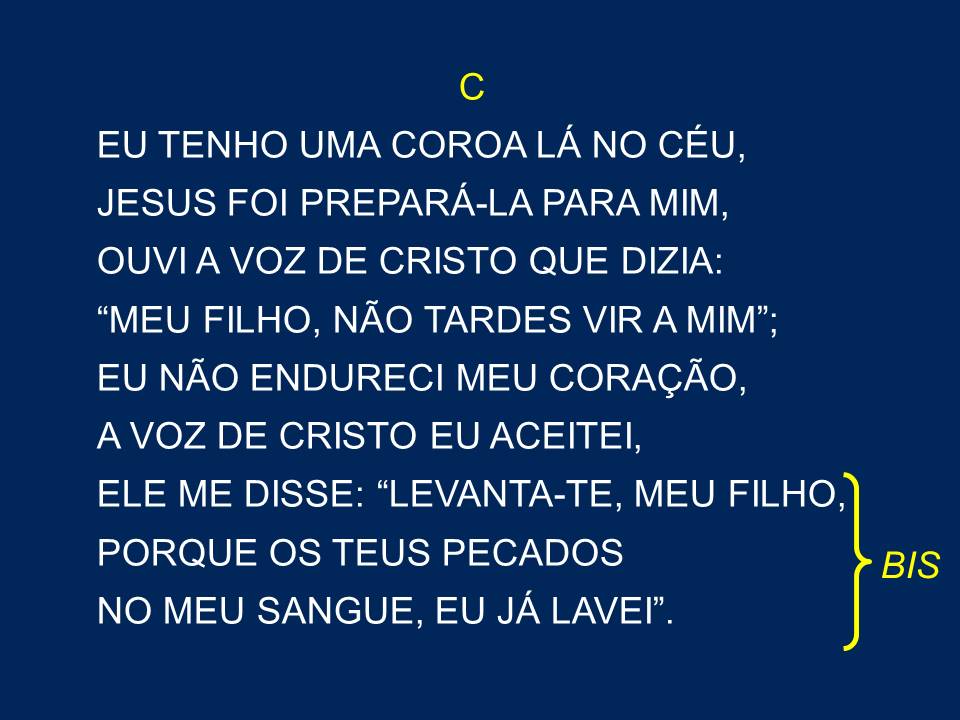 C
EU TENHO UMA COROA LÁ NO CÉU,
JESUS FOI PREPARÁ-LA PARA MIM,
OUVI A VOZ DE CRISTO QUE DIZIA:
“MEU FILHO, NÃO TARDES VIR A MIM”;
EU NÃO ENDURECI MEU CORAÇÃO,
A VOZ DE CRISTO EU ACEITEI,
ELE ME DISSE: “LEVANTA-TE, MEU FILHO,
PORQUE OS TEUS PECADOS
NO MEU SANGUE, EU JÁ LAVEI”.
BIS